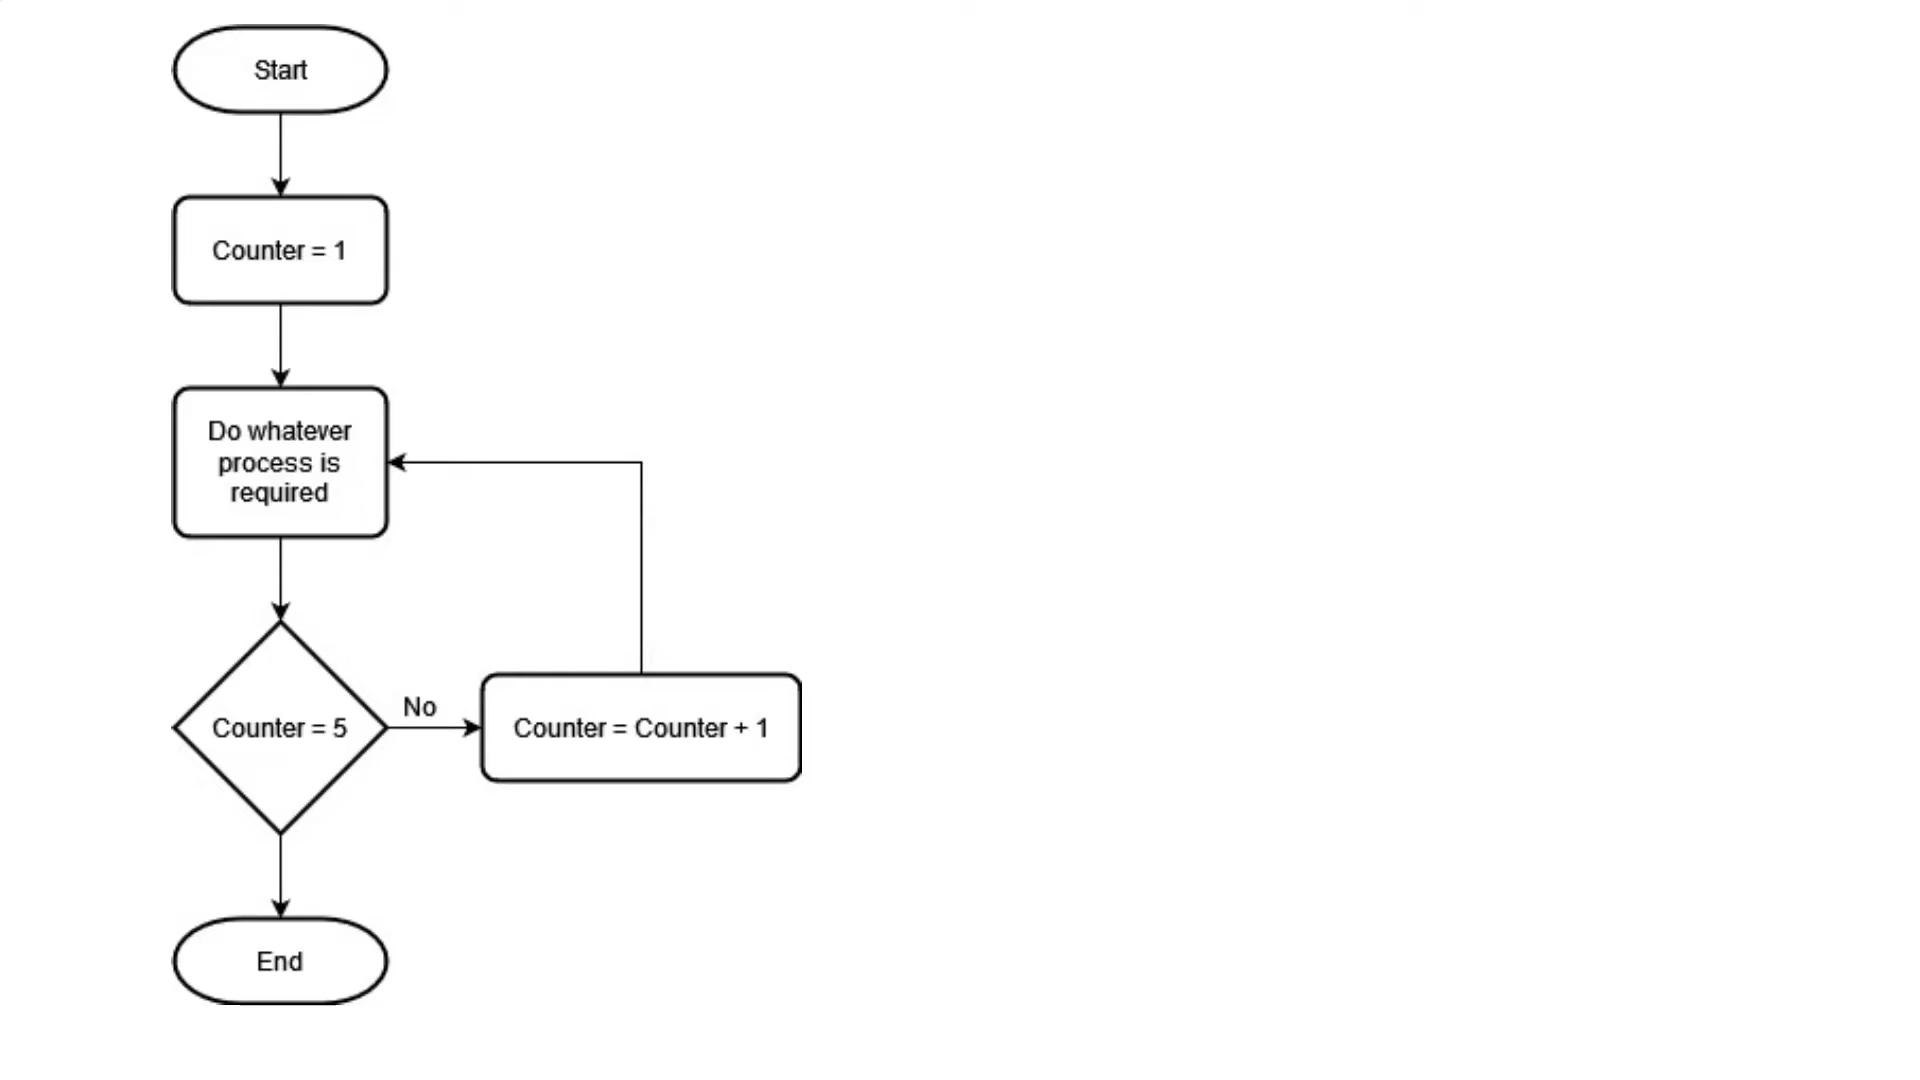 Start
Counter = 1
Do whatever
process is
required
Counter = 5
No
Counter = Counter + 1
End